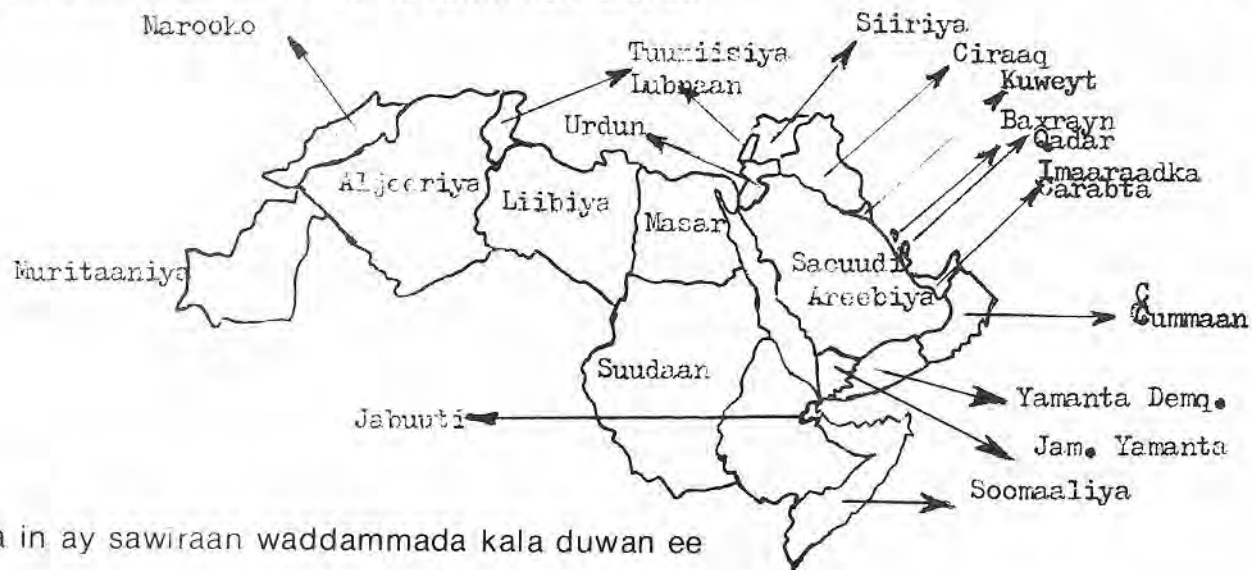 Marooko
Siiriya
Tuuniisiya
Ciraaq
Lubnaan
Kuweyt
Urdun
Baxrayn
Qadar
Imaaraadka
Carabta
Aljeeriya
Liibiya
Masar
Muritaaniya
Sacuudi
Areebiya
Cummaan
Suudaan
Yamanta Demq.
Jabuuti
Jam. Yamanta
Soomaaliya
in ay sawiraan waddammada kala duwan ee